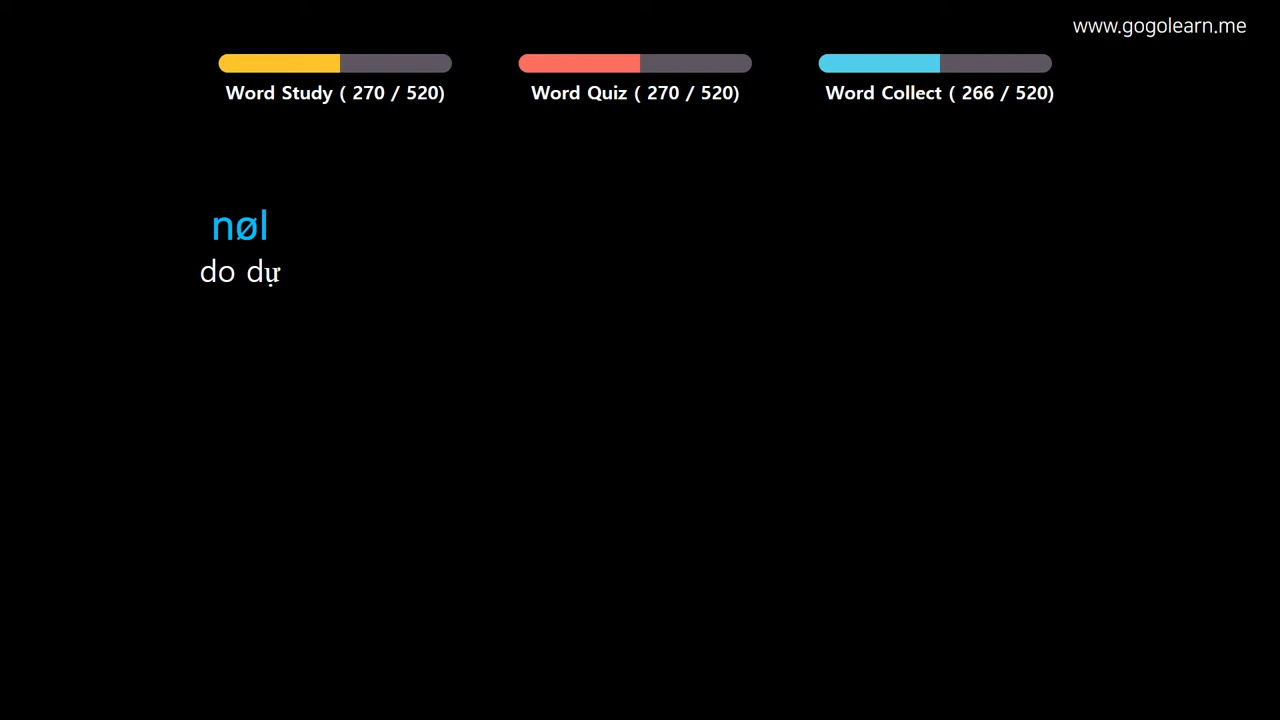 www.gogolearn.me
Word Study ( 270 / 520)
Word Quiz ( 270 / 520)
Word Collect ( 266 / 520)
nøl
do dự